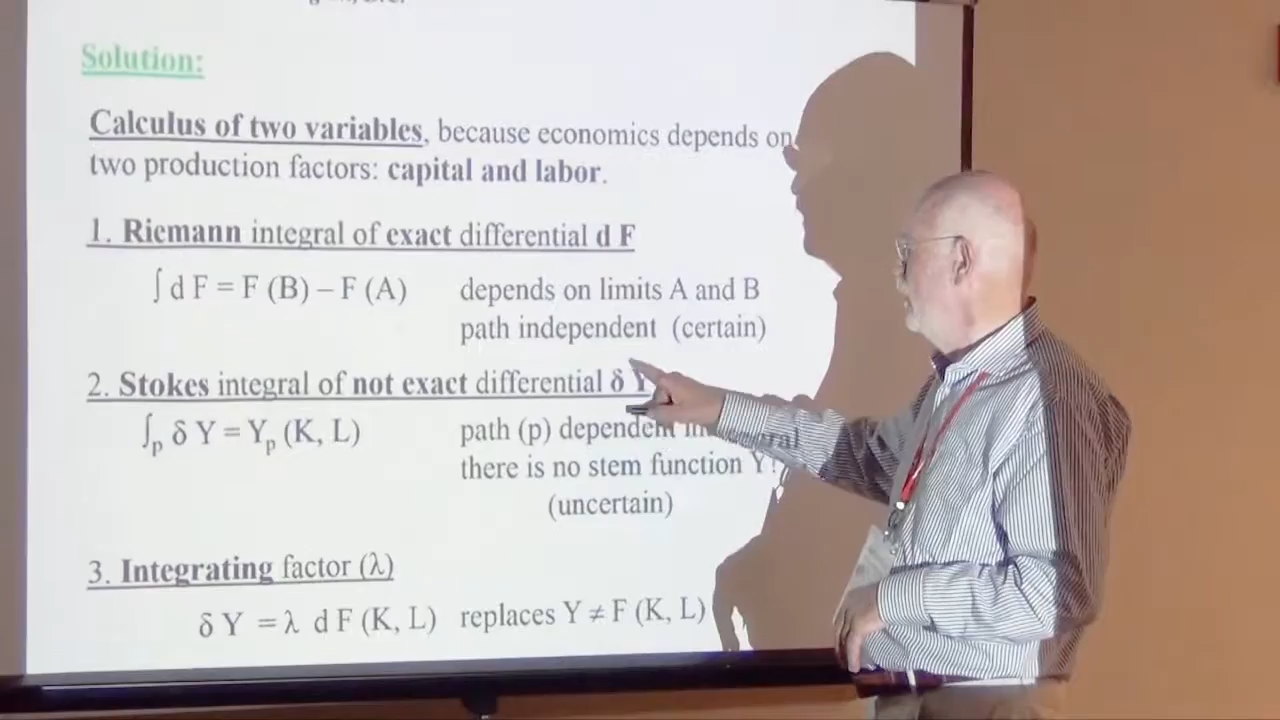 Solution:
Calculus of two variables, because economics depends on
two production factors: capital and labor.
1. Riemann integral of exact differential d F
∫ d F = F (B) – F (A) depends on limits A and B
path independent (certain)
2. Stokes integral of not exact differential δ Y
∫p δ Y = Yp (K, L) path (p) dependent integral
there is no stem function Y!
(uncertain)
3. Integrating factor (λ)
δ Y = λ d F (K, L) replaces Y ≠ F (K, L)